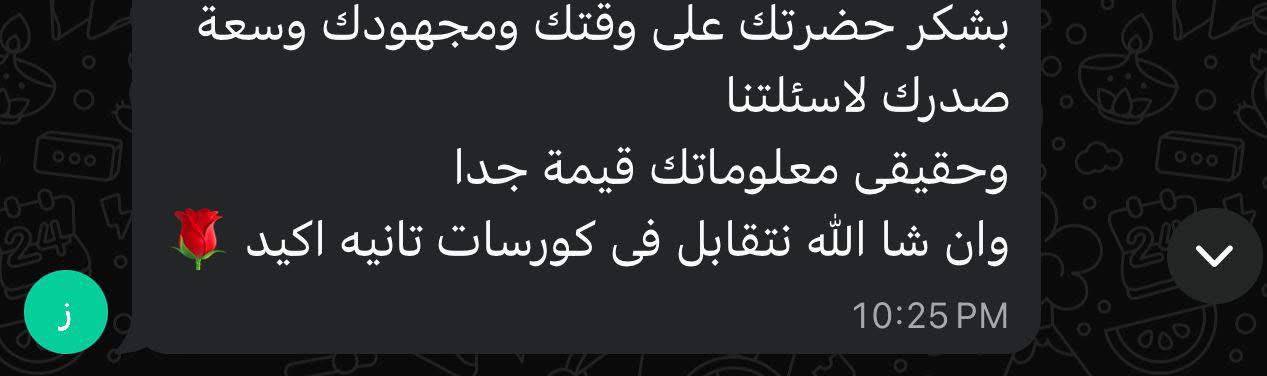 بشكر حضرتك على وقتك ومجهودك وسعة
صدرك لاسئلتنا
وحقيقى معلوماتك قيمة جدا
وان شا الله نتقابل فى كورسات تانيه اكيد 🌹
10:25 PM
ز